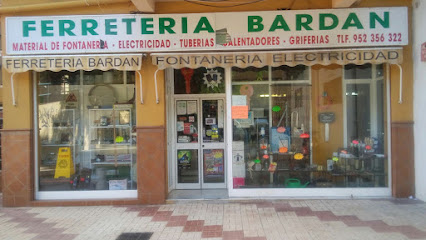 FERRETERIA BARDAN
MATERIAL DE FONTANERIA - ELECTRICIDAD - TUBERIAS - CALENTADORES - GRIFERIAS - TLF. 952 356 322
FERRETERIA BARDAN
FONTANERIA ELECTRICIDAD